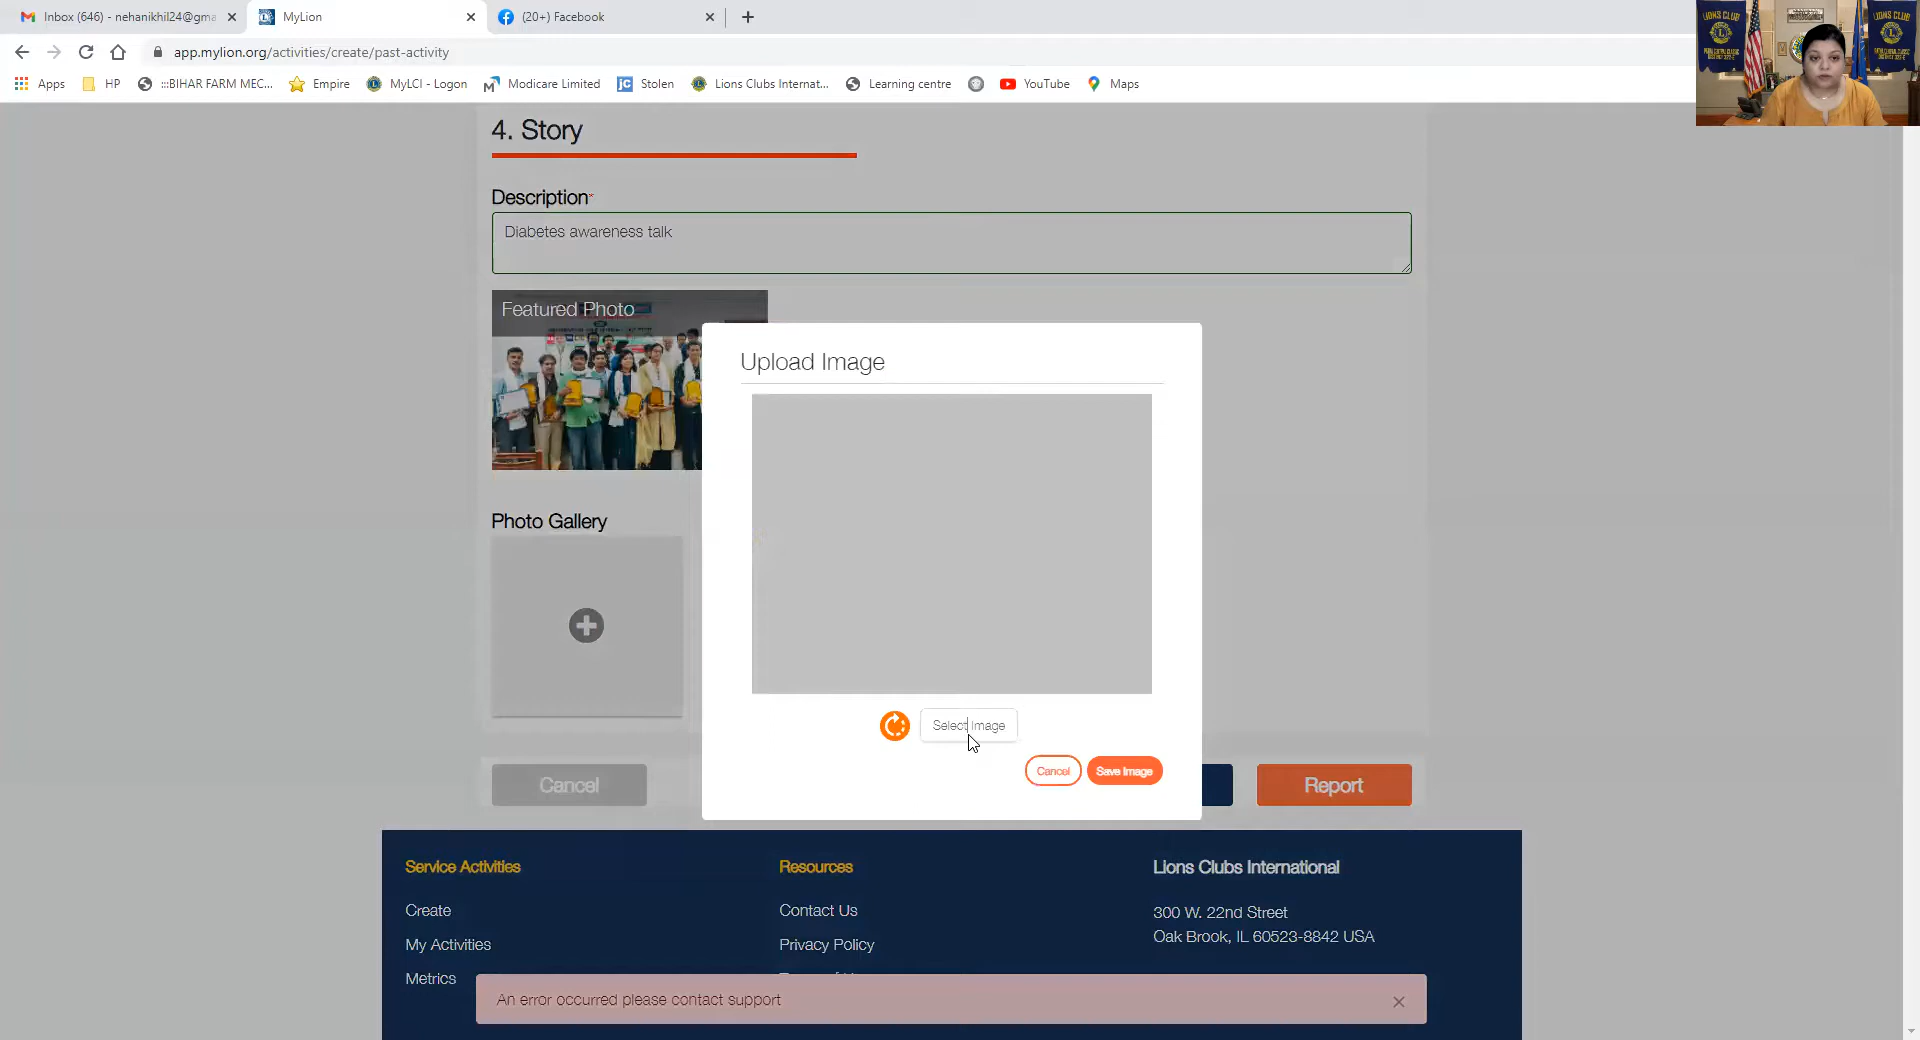 Inbox (646) - nehanikhil24@gma
MyLion
(20+) Facebook
app.mylion.org/activities/create/past-activity
Apps
HP
:::BIHAR FARM MEC...
Empire
MyLCI - Logon
Modicare Limited
Stolen
Lions Clubs Internat...
Learning centre
YouTube
Maps
LIONS CLUB
LIONS CLUB
4. Story
Description*
Diabetes awareness talk
Featured Photo
Upload Image
Photo Gallery
Select Image
Cancel
Save Image
Cancel
Report
Service Activities
Resources
Lions Clubs International
Create
Contact Us
300 W. 22nd Street
My Activities
Privacy Policy
Oak Brook, IL 60523-8842 USA
Metrics
An error occurred please contact support